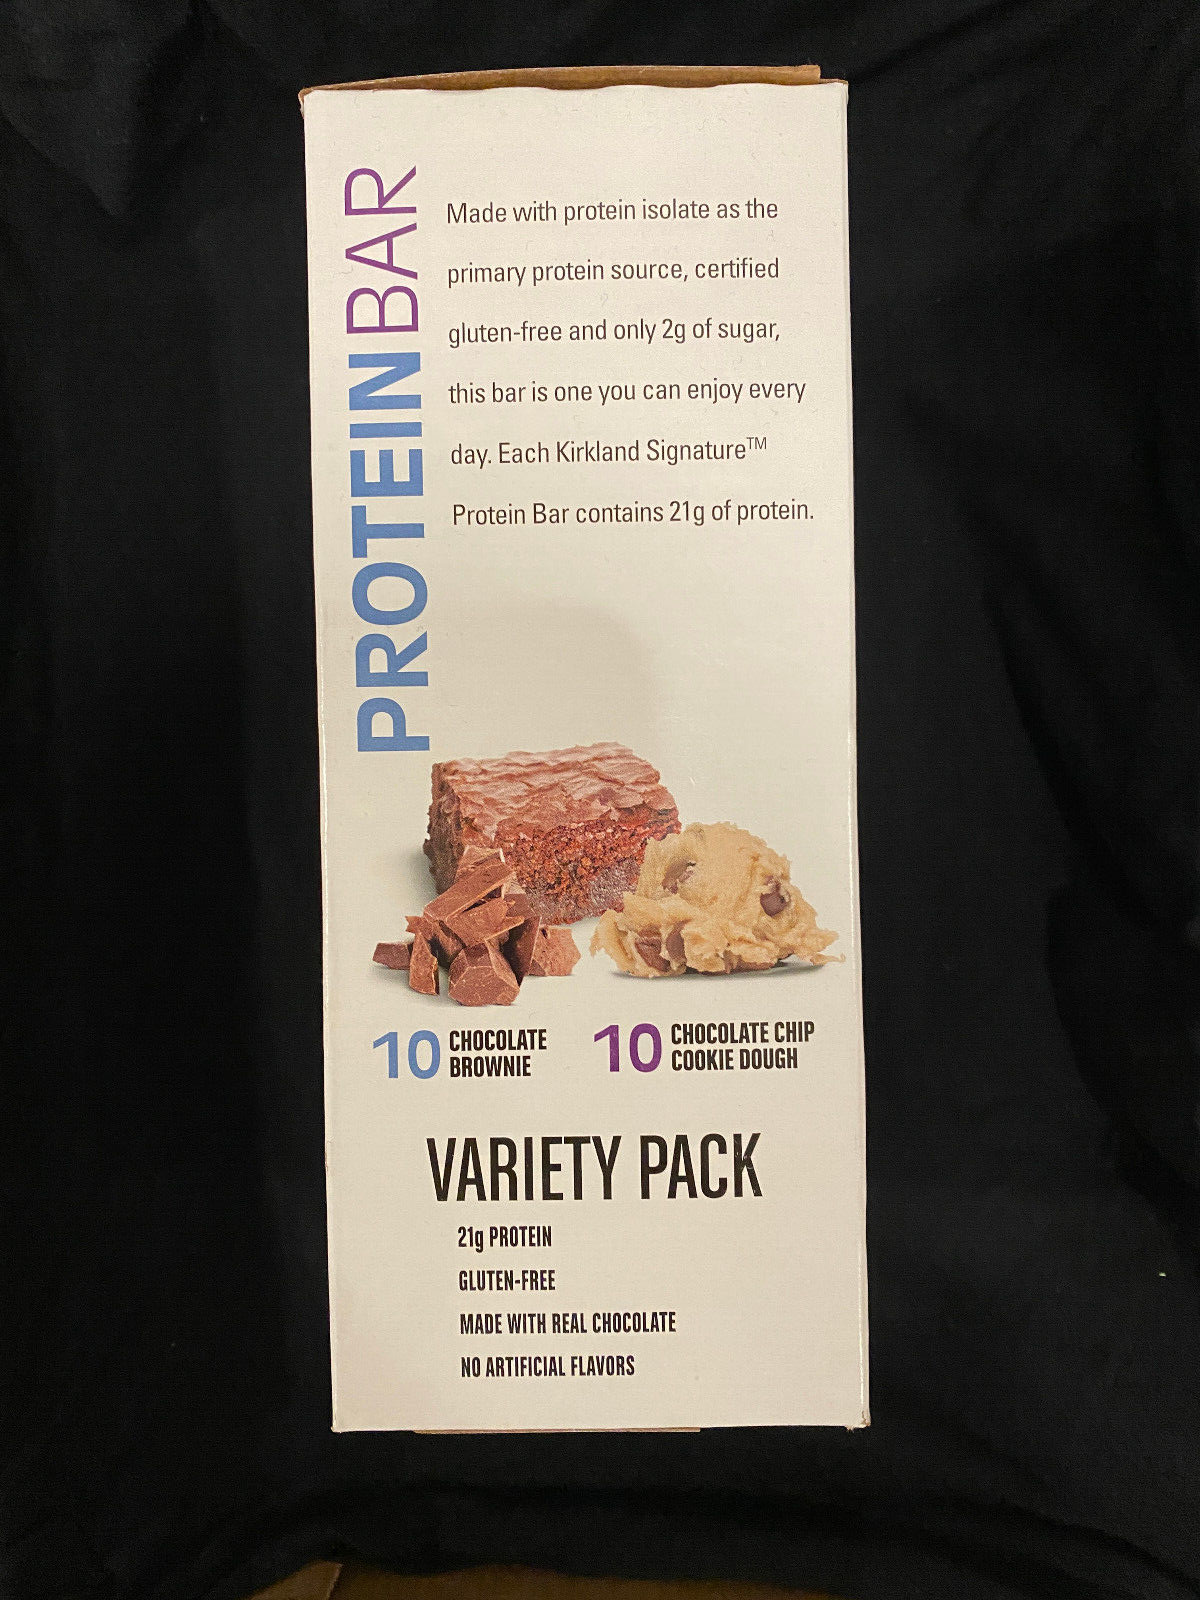 PROTEINBAR
Made with protein isolate as the
primary protein source, certified
gluten-free and only 2g of sugar,
this bar is one you can enjoy every
day. Each Kirkland Signature™
Protein Bar contains 21g of protein.
10 CHOCOLATE
BROWNIE
10 CHOCOLATE CHIP
COOKIE DOUGH
VARIETY PACK
21g PROTEIN
GLUTEN-FREE
MADE WITH REAL CHOCOLATE
NO ARTIFICIAL FLAVORS